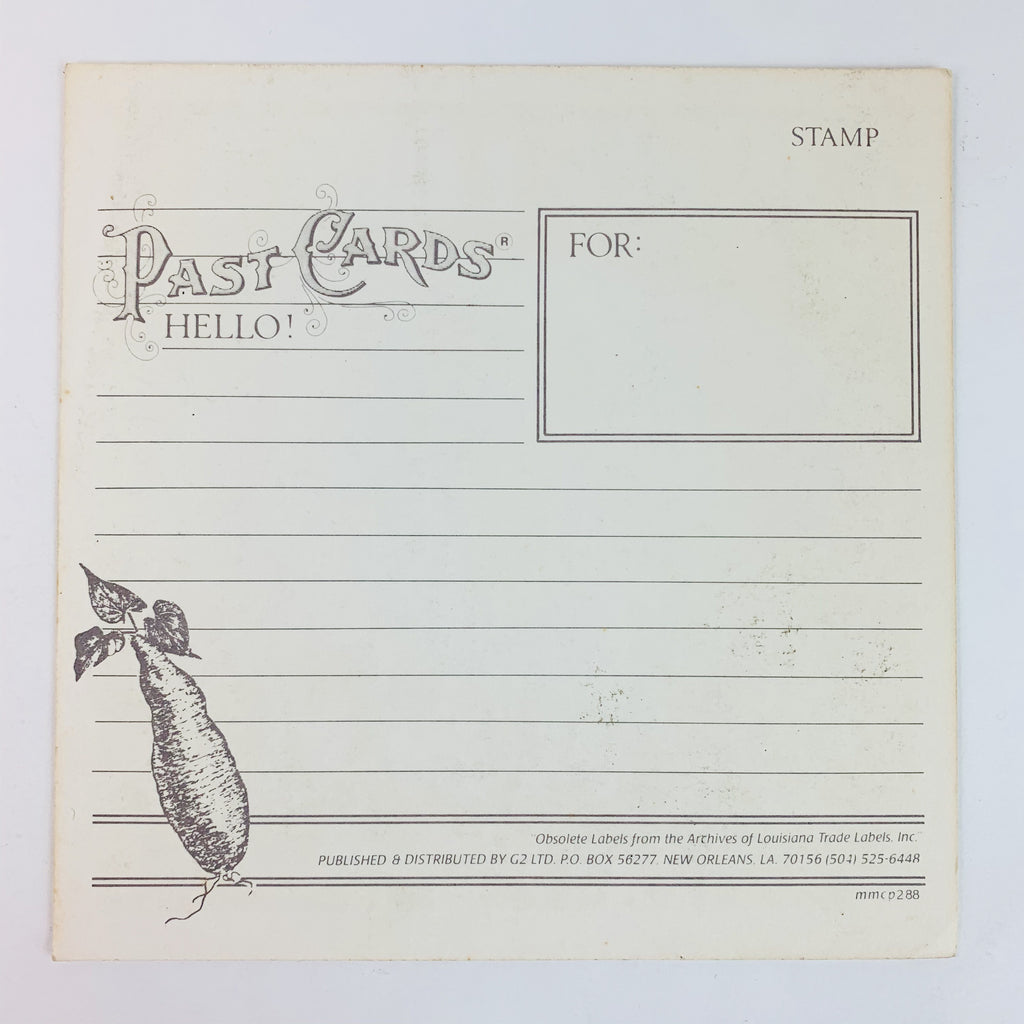 STAMP
PAST CARDS®
HELLO!
FOR:
"Obsolete Labels from the Archives of Louisiana Trade Labels, Inc."
PUBLISHED & DISTRIBUTED BY G2 LTD. P.O. BOX 56277, NEW ORLEANS, LA. 70156 (504) 525-6448
mmcp288